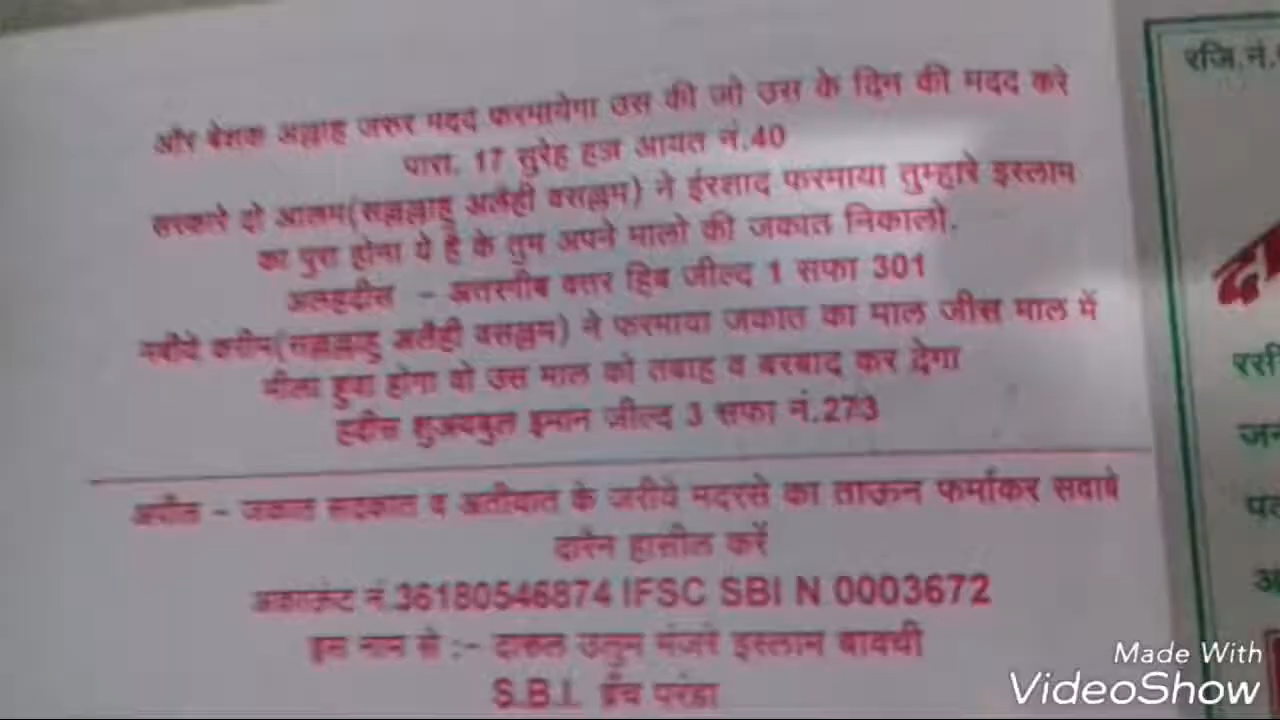 और बेशक अल्लाह जरुर मदद फरमायेगा उस की जो उस के दिन की मदद करे
पारा. 17 सुरेह हज आयत नं.40
सरकारे दो आलम(सल्लल्लाहु अलैही वसल्लम) ने ईरशाद फरमाया तुम्हारे इस्लाम
का पुरा होना ये है के तुम अपने मालो की जकात निकालो.
अलहदीस - अत्तरगीब वत्तर हिब जील्द 1 सफा 301
नबीये करीम(सल्लल्लाहु अलैही वसल्लम) ने फरमाया जकात का माल जीस माल में
मीला हुवा होगा वो उस माल को तबाह व बरबाद कर देगा
हदीस शुअबुल इमान जील्द 3 सफा नं.273
अपील - जकात सदकात व अतीयात के जरीये मदरसे का ताऊन फर्माकर सवाबे
दारेन हासील करें
अकाऊंट नं.36180546874 IFSC SBI N 0003672
इस नाम से :- दारुल उलुम मंजरे इस्लाम बावची
S.B.I. ब्रँच परंडा
रजि.नं.
Made With
VideoShow